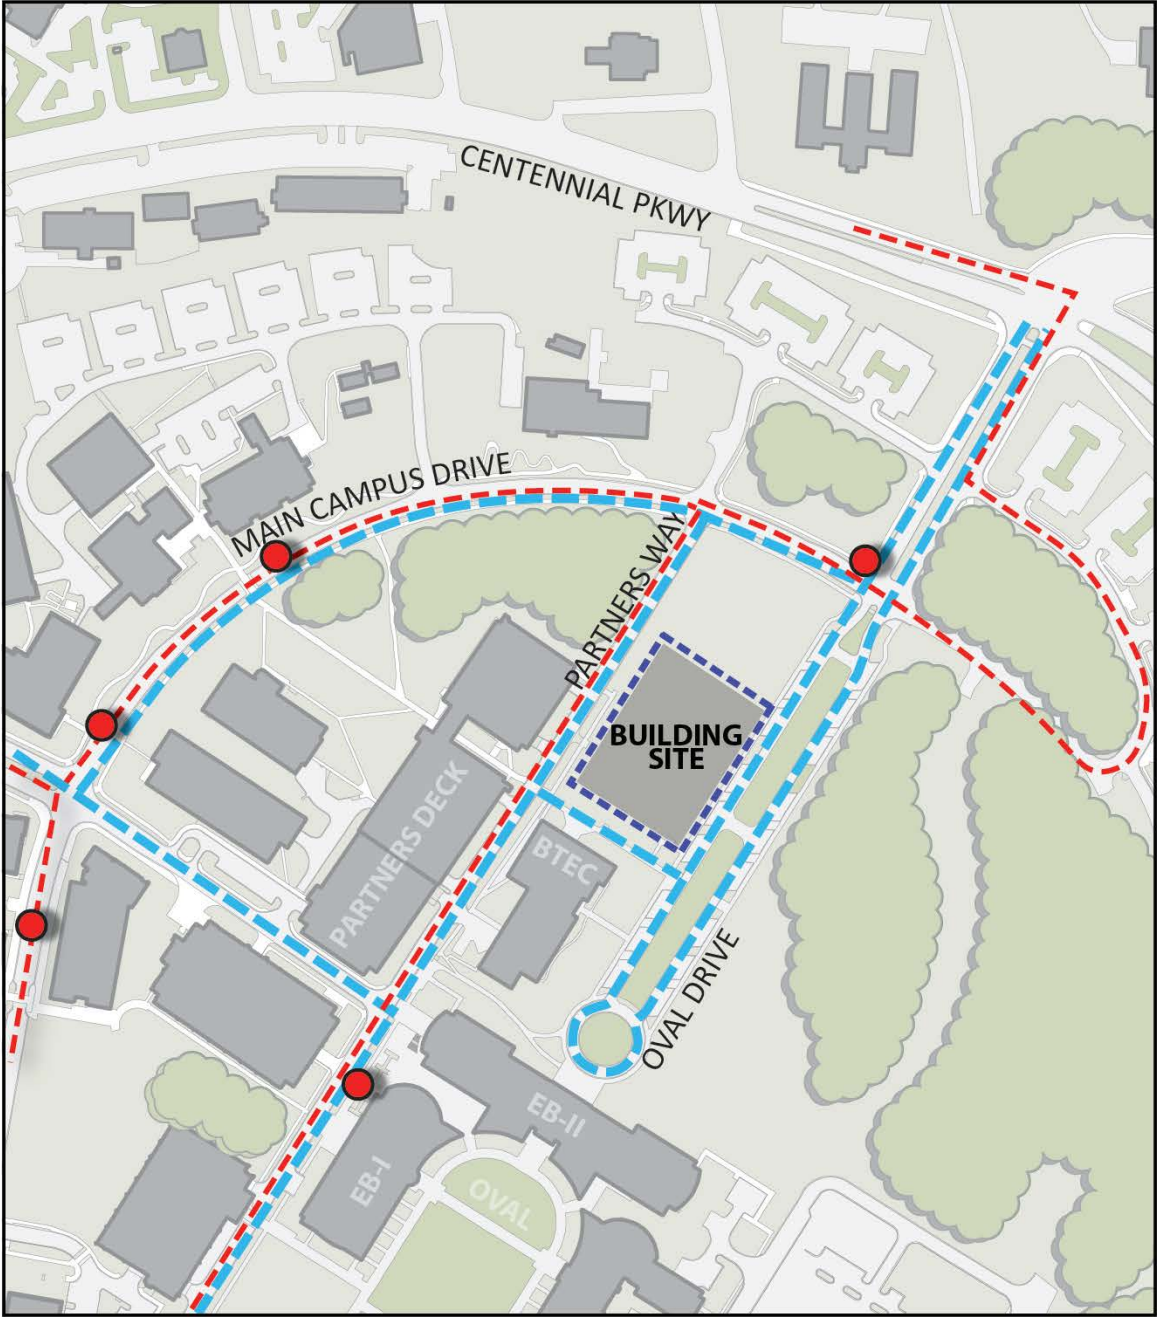 CENTENNIAL PKWY
MAIN CAMPUS DRIVE
PARTNERS WAY
BUILDING
SITE
PARTNERS DECK
BTEC
OVAL DRIVE
EB-II
EB-I
OVAL